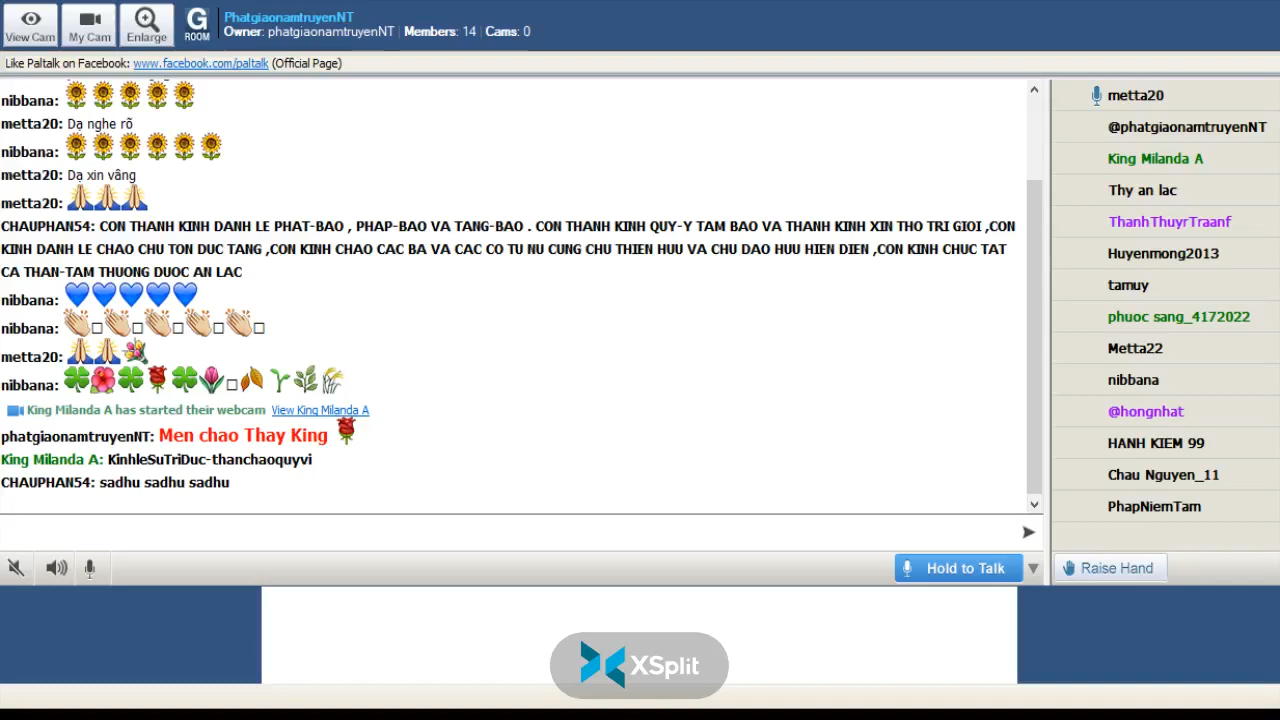 View Cam
My Cam
Enlarge
G
ROOM
PhatgiaonamtruyenNT
Owner: phatgiaonamtruyenNT | Members: 14 | Cams: 0
Like Paltalk on Facebook: www.facebook.com/paltalk (Official Page)
nibbana: 🌻🌻🌻🌻🌻
metta20: Dạ nghe rõ
nibbana: 🌻🌻🌻🌻🌻🌻
metta20: Dạ xin vâng
metta20: 🙏🙏🙏
CHAUPHAN54: CON THANH KINH DANH LE PHAT-BAO , PHAP-BAO VA TANG-BAO . CON THANH KINH QUY-Y TAM BAO VA THANH KINH XIN THO TRI GIOI ,CON
KINH DANH LE CHAO CHU TON DUC TANG ,CON KINH CHAO CAC BA VA CAC CO TU NU CUNG CHU THIEN HUU VA CHU DAO HUU HIEN DIEN ,CON KINH CHUC TAT
CA THAN-TAM THUONG DUOC AN LAC
nibbana: 💙💙💙💙💙
nibbana: 👏□👏□👏□👏□👏□
metta20: 🙏🙏💐
nibbana: 🍀🌺🍀🌹🍀🌷□🍂🌱🌿🌾
King Milanda A has started their webcam View King Milanda A
phatgiaonamtruyenNT: Men chao Thay King 🌹
King Milanda A: KinhleSuTriDuc-thanchaoquyvi
CHAUPHAN54: sadhu sadhu sadhu
metta20
@phatgiaonamtruyenNT
King Milanda A
Thy an lac
ThanhThuyrTraanf
Huyenmong2013
tamuy
phuoc sang_4172022
Metta22
nibbana
@hongnhat
HANH KIEM 99
Chau Nguyen_11
PhapNiemTam
Hold to Talk
Raise Hand
XSplit